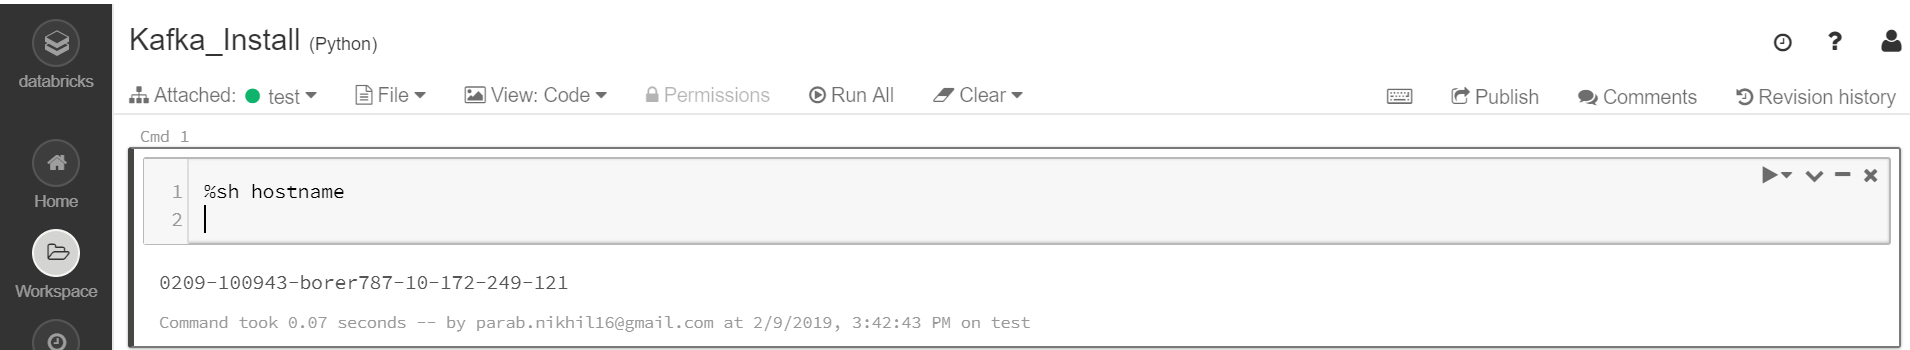 databricks
Home
Workspace
Kafka_Install (Python)
?
Attached: test File View: Code Permissions Run All Clear Publish Comments Revision history
Cmd 1
1 %sh hostname
2
0209-100943-borer787-10-172-249-121
Command took 0.07 seconds -- by parab.nikhil16@gmail.com at 2/9/2019, 3:42:43 PM on test